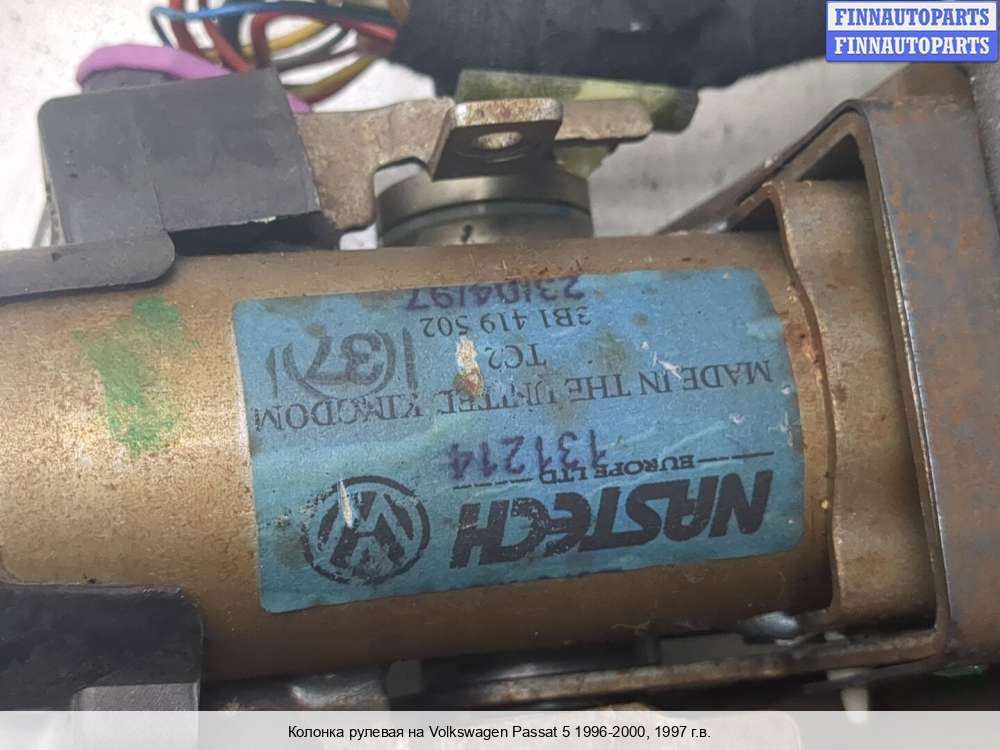 FINNAUTOPARTS
FINNAUTOPARTS
NASTECH
EUROPE LTD
131214
MADE IN THE UNITED KINGDOM
TC2
(37)
3B1 419 502
23/04/97
Колонка рулевая на Volkswagen Passat 5 1996-2000, 1997 г.в.